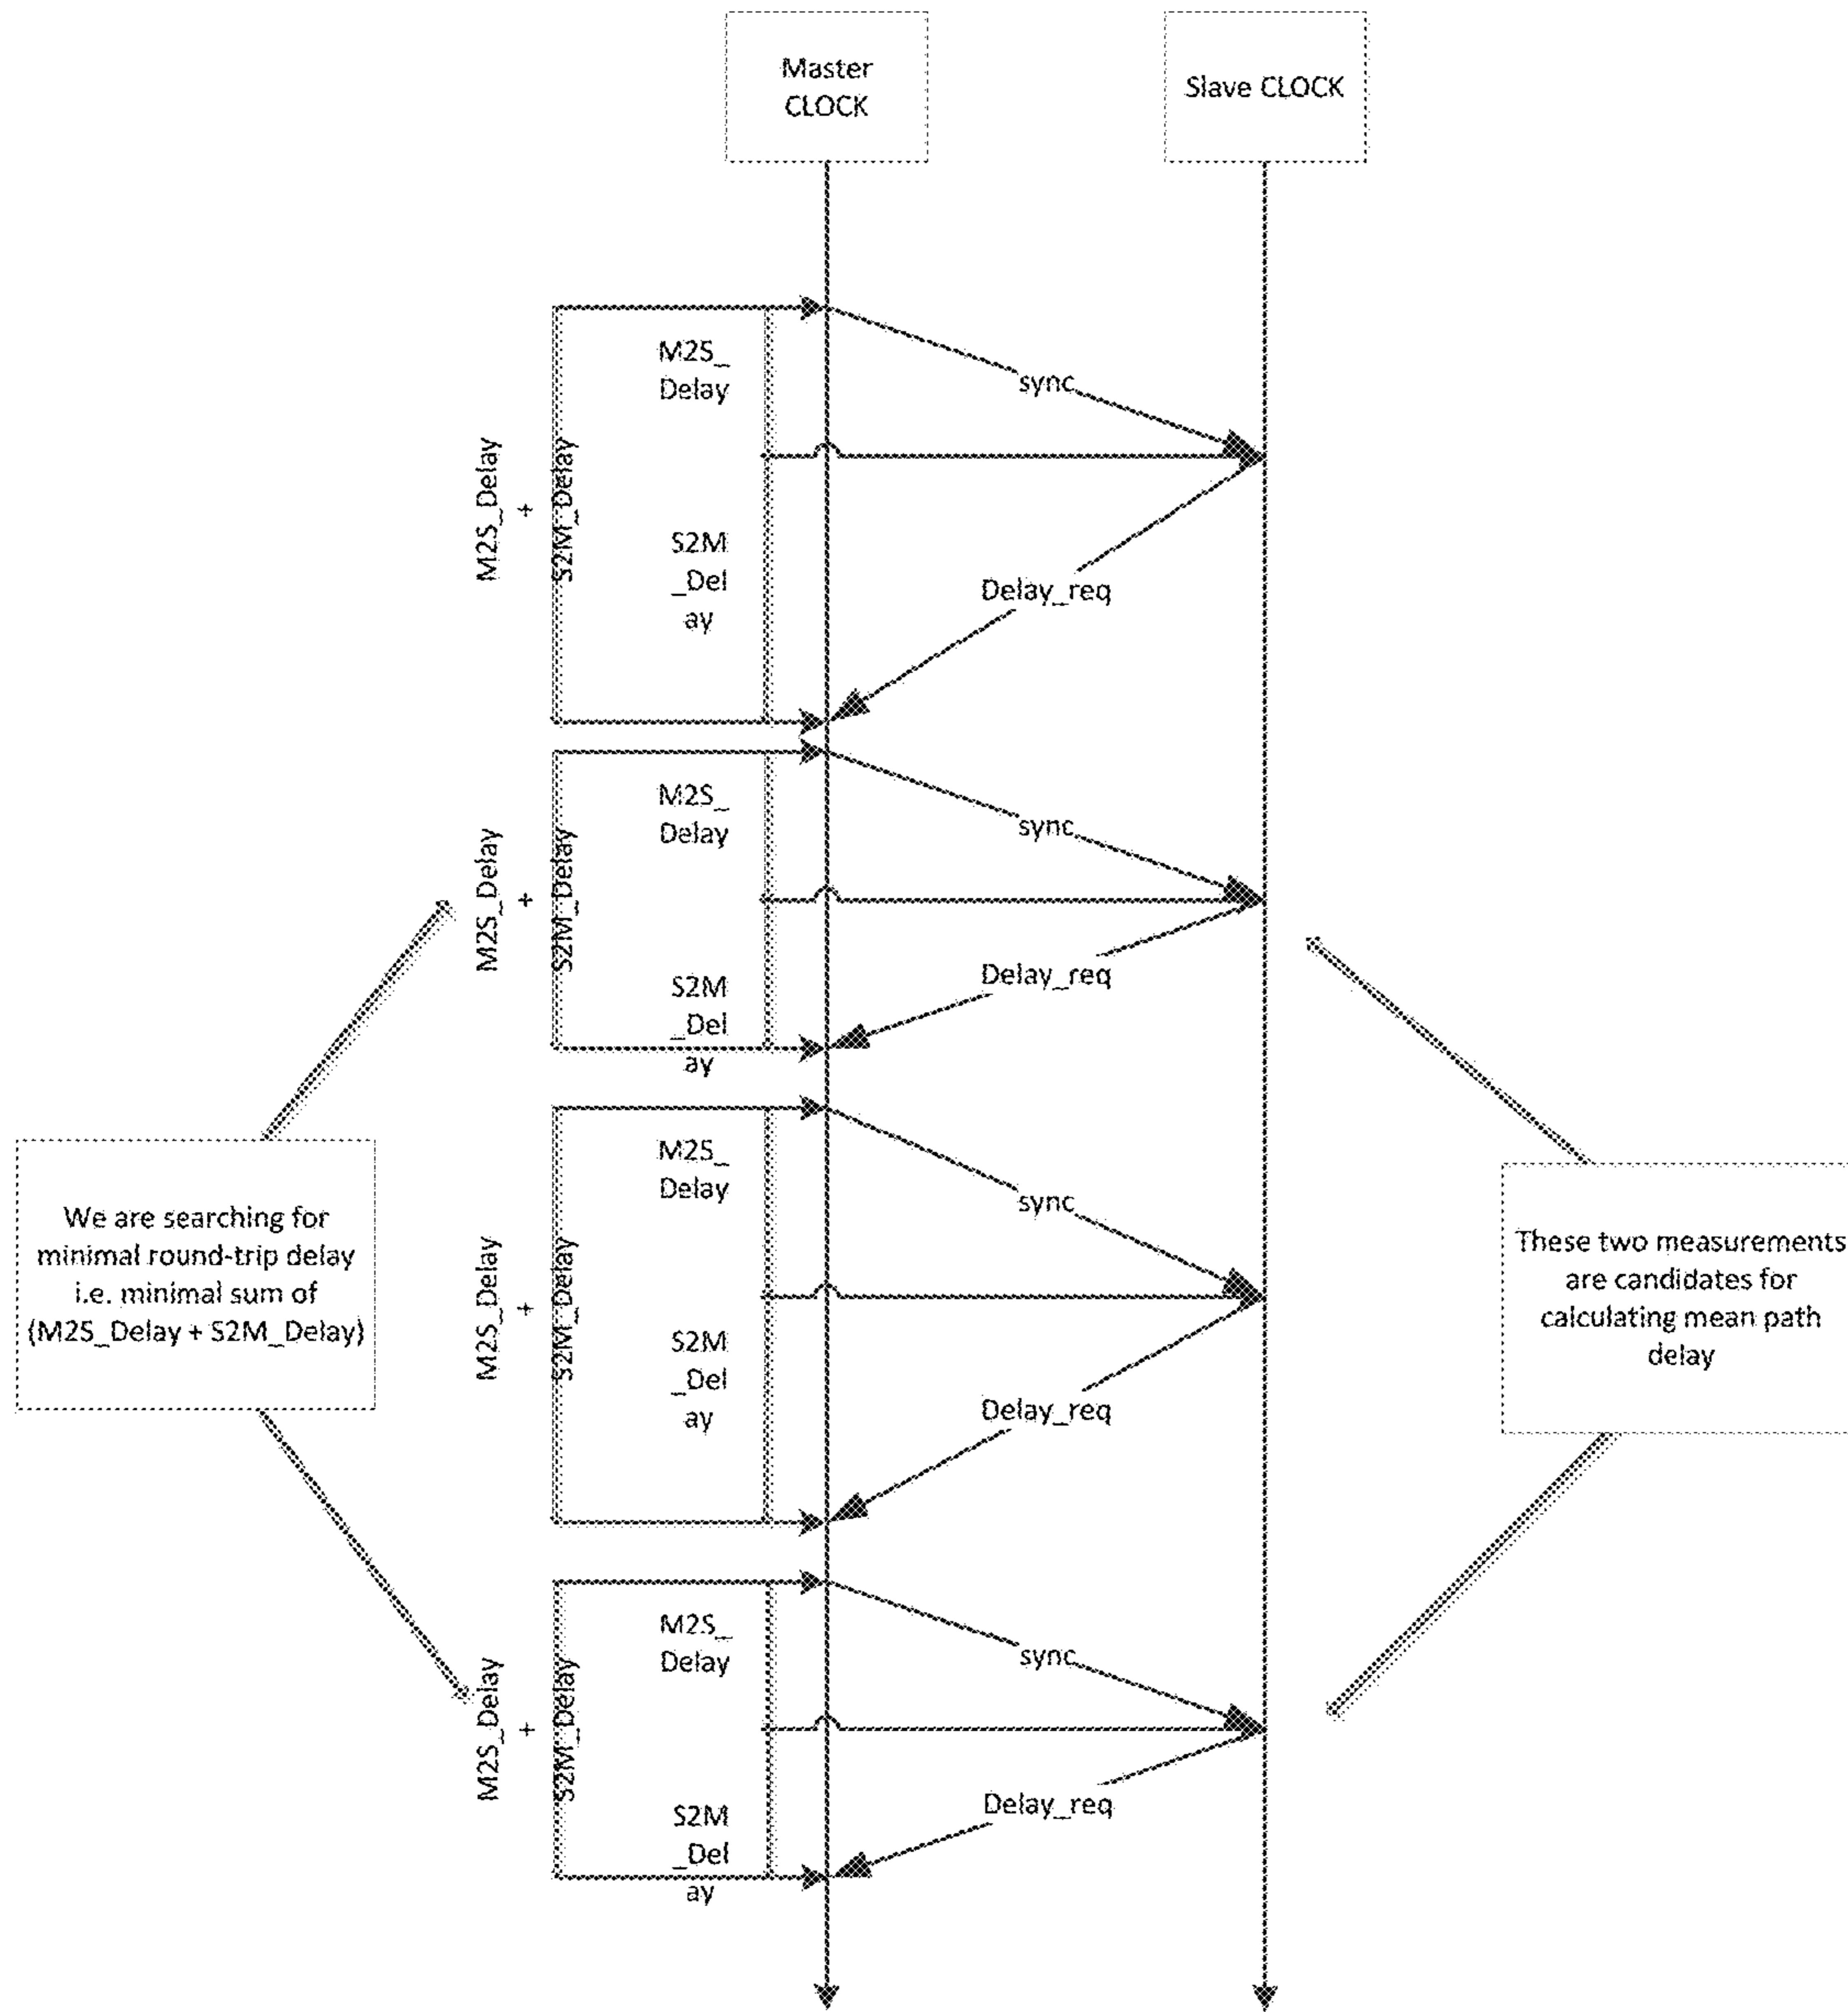 Master
CLOCK
Slave CLOCK
M2S_
Delay
sync
M2S_Delay
+
S2M_Delay
S2M
_Del
ay
Delay_req
M2S_
Delay
sync
M2S_Delay
+
S2M_Delay
S2M
_Del
ay
Delay_req
We are searching for
minimal round-trip delay
i.e. minimal sum of
(M2S_Delay + S2M_Delay)
These two measurements
are candidates for
calculating mean path
delay
M2S_
Delay
sync
M2S_Delay
+
S2M_Delay
S2M
_Del
ay
Delay_req
M2S_
Delay
sync
M2S_Delay
+
S2M_Delay
S2M
_Del
ay
Delay_req